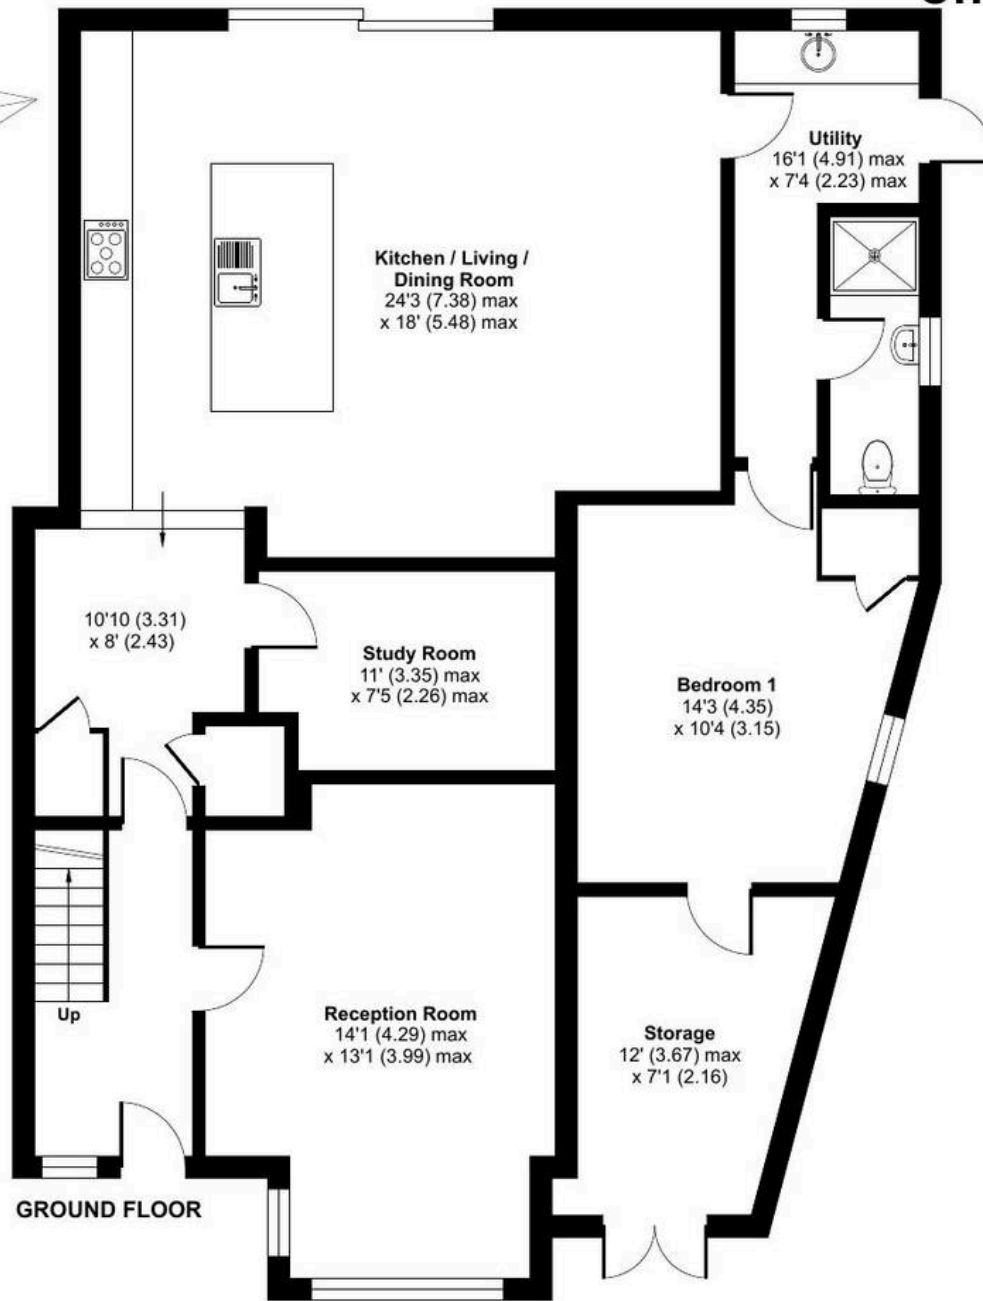 Utility
16'1 (4.91) max
x 7'4 (2.23) max
Kitchen / Living /
Dining Room
24'3 (7.38) max
x 18' (5.48) max
10'10 (3.31)
x 8' (2.43)
Study Room
11' (3.35) max
x 7'5 (2.26) max
Bedroom 1
14'3 (4.35)
x 10'4 (3.15)
Up
Reception Room
14'1 (4.29) max
x 13'1 (3.99) max
Storage
12' (3.67) max
x 7'1 (2.16)
GROUND FLOOR